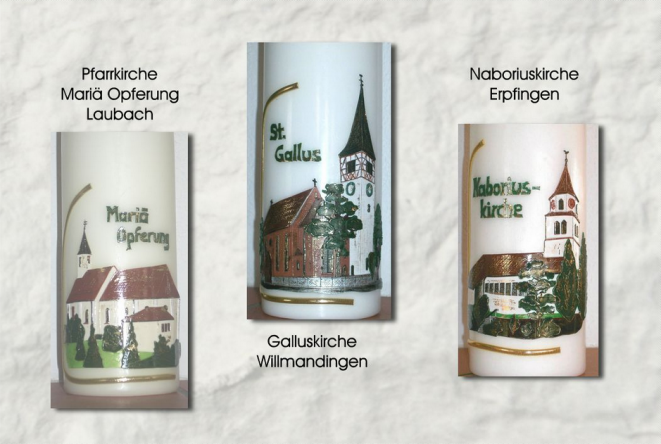 Pfarrkirche
Mariä Opferung
Laubach
Mariä
Opferung
St.
Gallus
Galluskirche
Willmandingen
Naboriuskirche
Erpfingen
Naborius-
kirche